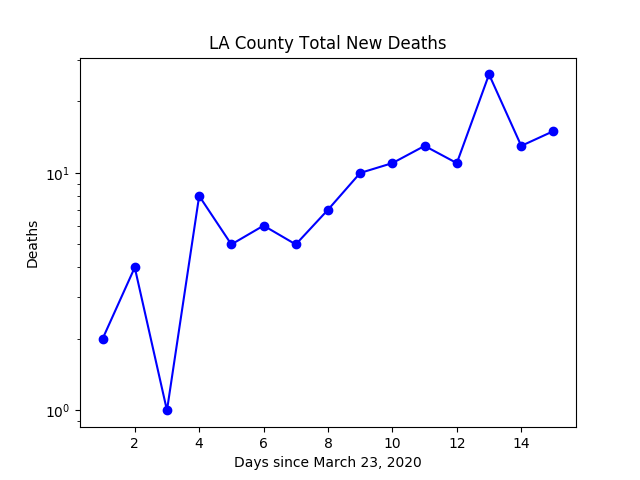 LA County Total New Deaths
Deaths
10¹
10⁰
2 4 6 8 10 12 14
Days since March 23, 2020